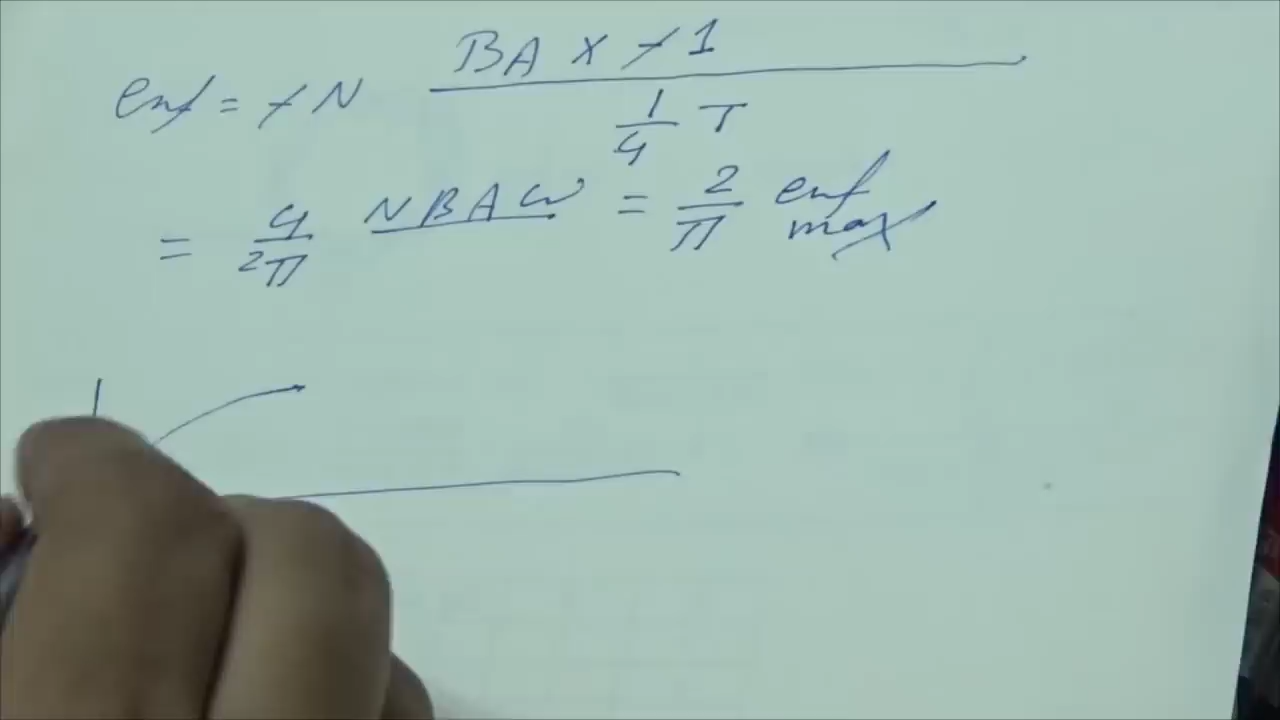 emf = -N (BA × -1) / (1/4 T)
= 4/2π NBAω = 2/π emf max